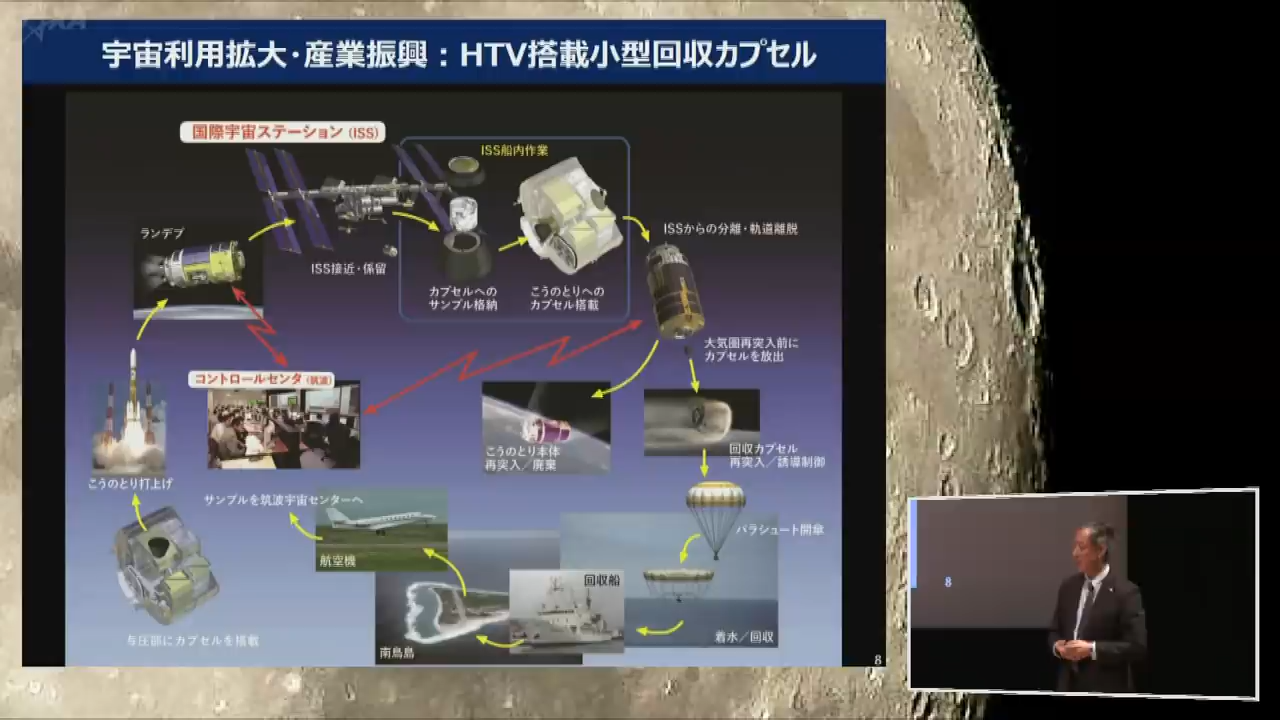 JAXA
宇宙利用拡大・産業振興：HTV搭載小型回収カプセル
国際宇宙ステーション（ISS）
ISS船内作業
ランデブ
ISS接近・係留
カプセルへの
サンプル格納
こうのとりへの
カプセル搭載
ISSからの分離・軌道離脱
大気圏再突入前に
カプセルを放出
コントロールセンタ（筑波）
こうのとり打上げ
こうのとり本体
再突入／廃棄
回収カプセル
再突入／誘導制御
サンプルを筑波宇宙センターへ
航空機
パラシュート開傘
回収船
着水／回収
南鳥島
与圧部にカプセルを搭載
8
8